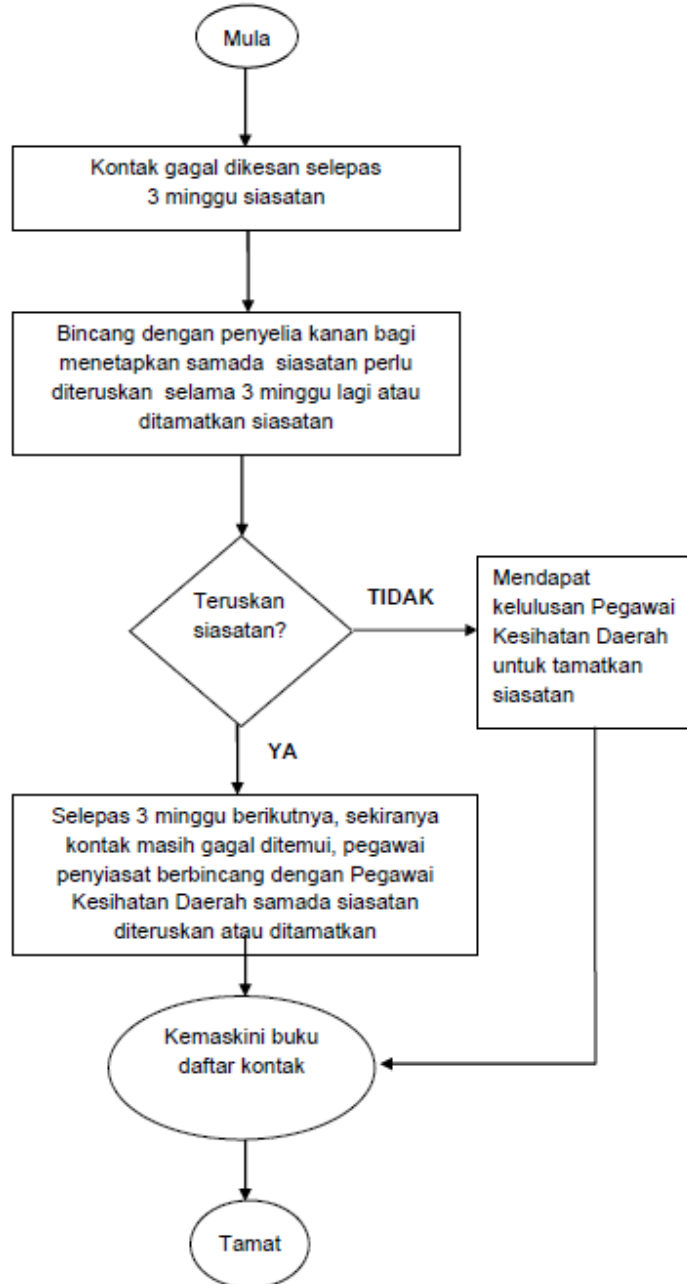 Mula
Kontak gagal dikesan selepas
3 minggu siasatan
Bincang dengan penyelia kanan bagi
menetapkan samada siasatan perlu
diteruskan selama 3 minggu lagi atau
ditamatkan siasatan
Teruskan
siasatan?
TIDAK
Mendapat
kelulusan Pegawai
Kesihatan Daerah
untuk tamatkan
siasatan
YA
Selepas 3 minggu berikutnya, sekiranya
kontak masih gagal ditemui, pegawai
penyiasat berbincang dengan Pegawai
Kesihatan Daerah samada siasatan
diteruskan atau ditamatkan
Kemaskini buku
daftar kontak
Tamat